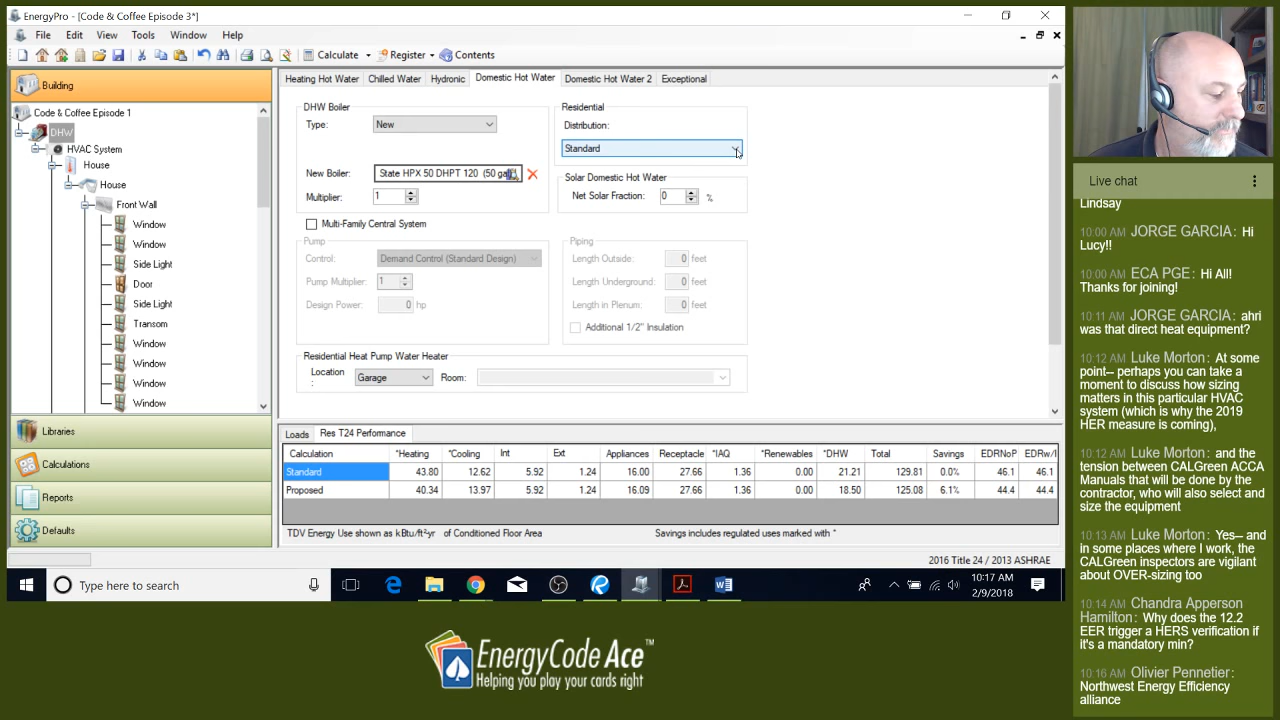 EnergyPro - [Code & Coffee Episode 3*]
File Edit View Tools Window Help
Calculate Register Contents
Building
Code & Coffee Episode 1
DHW
HVAC System
House
House
Front Wall
Window
Window
Side Light
Door
Side Light
Transom
Window
Window
Window
Window
Libraries
Calculations
Reports
Defaults
Heating Hot Water Chilled Water Hydronic Domestic Hot Water Domestic Hot Water 2 Exceptional
DHW Boiler
Type: New
New Boiler: State HPX 50 DHPT 120 (50 gal
Multiplier: 1
Multi-Family Central System
Pump
Control: Demand Control (Standard Design)
Pump Multiplier: 1
Design Power: 0 hp
Residential
Distribution:
Standard
Solar Domestic Hot Water
Net Solar Fraction: 0 %
Piping
Length Outside: 0 feet
Length Underground: 0 feet
Length in Plenum: 0 feet
Additional 1/2" Insulation
Residential Heat Pump Water Heater
Location : Garage Room:
Loads Res T24 Performance
Calculation *Heating *Cooling Int Ext Appliances Receptacle *IAQ *Renewables *DHW Total Savings EDRNoP EDRw/I
Standard 43.80 12.62 5.92 1.24 16.00 27.66 1.36 0.00 21.21 129.81 0.0% 46.1 46.1
Proposed 40.34 13.97 5.92 1.24 16.09 27.66 1.36 0.00 18.50 125.08 6.1% 44.4 44.4
TDV Energy Use shown as kBtu/ft²-yr of Conditioned Floor Area Savings includes regulated uses marked with *
2016 Title 24 / 2013 ASHRAE
Type here to search
10:17 AM
2/9/2018
EnergyCode Ace™
Helping you play your cards right
Live chat
Lindsay
10:00 AM JORGE GARCIA: Hi
Lucy!!
10:00 AM ECA PGE: Hi All!
Thanks for joining!
10:11 AM JORGE GARCIA: ahri
was that direct heat equipment?
10:12 AM Luke Morton: At some
point-- perhaps you can take a
moment to discuss how sizing
matters in this particular HVAC
system (which is why the 2019
HER measure is coming),
10:12 AM Luke Morton: and the
tension between CALGreen ACCA
Manuals that will be done by the
contractor, who will also select and
size the equipment
10:13 AM Luke Morton: Yes-- and
in some places where I work, the
CALGreen inspectors are vigilant
about OVER-sizing too
10:14 AM Chandra Apperson
Hamilton: Why does the 12.2
EER trigger a HERS verification if
it's a mandatory min?
10:16 AM Olivier Pennetier:
Northwest Energy Efficiency
alliance